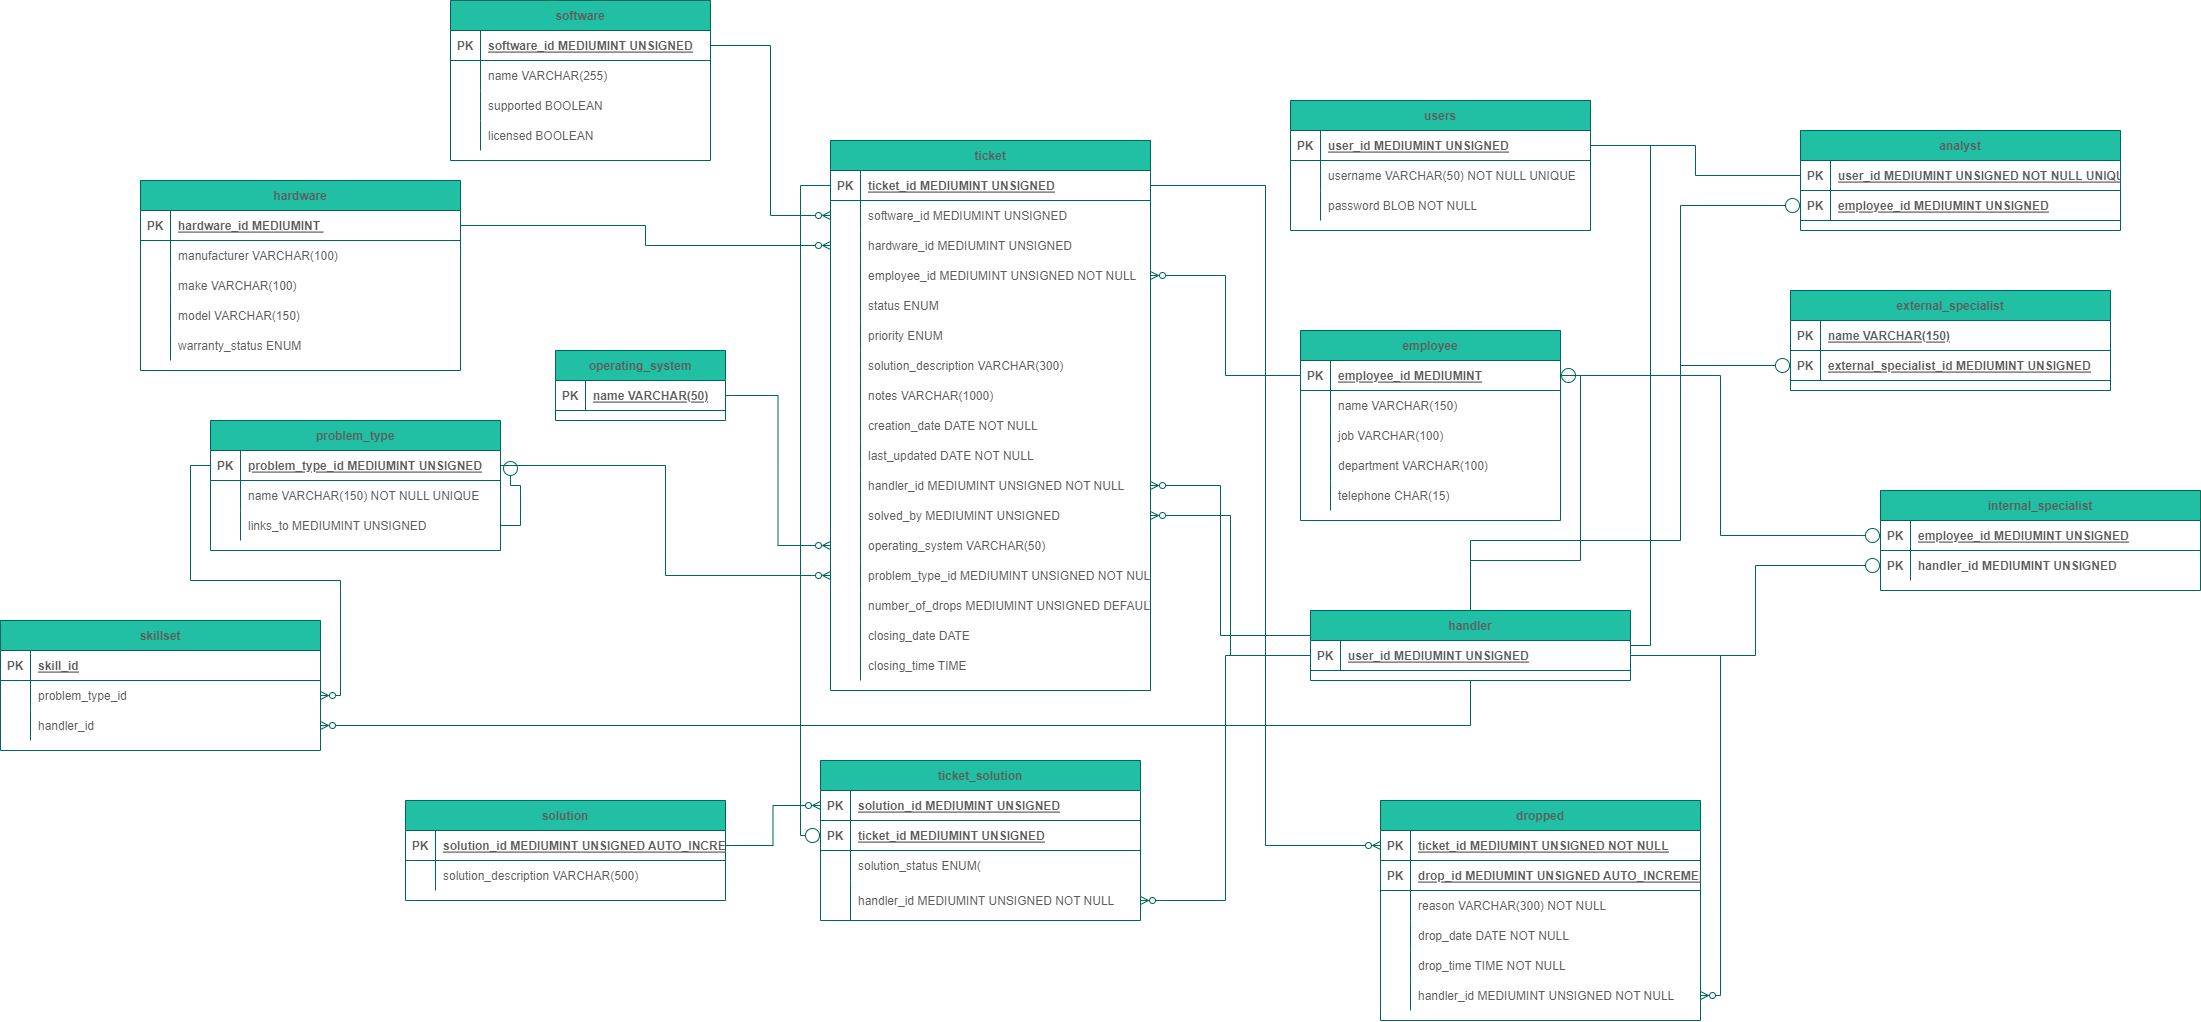 software
PK software_id MEDIUMINT UNSIGNED
name VARCHAR(255)
supported BOOLEAN
licensed BOOLEAN
hardware
PK hardware_id MEDIUMINT
manufacturer VARCHAR(100)
make VARCHAR(100)
model VARCHAR(150)
warranty_status ENUM
operating_system
PK name VARCHAR(50)
problem_type
PK problem_type_id MEDIUMINT UNSIGNED
name VARCHAR(150) NOT NULL UNIQUE
links_to MEDIUMINT UNSIGNED
skillset
PK skill_id
problem_type_id
handler_id
ticket
PK ticket_id MEDIUMINT UNSIGNED
software_id MEDIUMINT UNSIGNED
hardware_id MEDIUMINT UNSIGNED
employee_id MEDIUMINT UNSIGNED NOT NULL
status ENUM
priority ENUM
solution_description VARCHAR(300)
notes VARCHAR(1000)
creation_date DATE NOT NULL
last_updated DATE NOT NULL
handler_id MEDIUMINT UNSIGNED NOT NULL
solved_by MEDIUMINT UNSIGNED
operating_system VARCHAR(50)
problem_type_id MEDIUMINT UNSIGNED NOT NUL
number_of_drops MEDIUMINT UNSIGNED DEFAUL
closing_date DATE
closing_time TIME
solution
PK solution_id MEDIUMINT UNSIGNED AUTO_INCRE
solution_description VARCHAR(500)
ticket_solution
PK solution_id MEDIUMINT UNSIGNED
PK ticket_id MEDIUMINT UNSIGNED
solution_status ENUM(
handler_id MEDIUMINT UNSIGNED NOT NULL
users
PK user_id MEDIUMINT UNSIGNED
username VARCHAR(50) NOT NULL UNIQUE
password BLOB NOT NULL
employee
PK employee_id MEDIUMINT
name VARCHAR(150)
job VARCHAR(100)
department VARCHAR(100)
telephone CHAR(15)
handler
PK user_id MEDIUMINT UNSIGNED
dropped
PK ticket_id MEDIUMINT UNSIGNED NOT NULL
PK drop_id MEDIUMINT UNSIGNED AUTO_INCREME
reason VARCHAR(300) NOT NULL
drop_date DATE NOT NULL
drop_time TIME NOT NULL
handler_id MEDIUMINT UNSIGNED NOT NULL
analyst
PK user_id MEDIUMINT UNSIGNED NOT NULL UNIQU
PK employee_id MEDIUMINT UNSIGNED
external_specialist
PK name VARCHAR(150)
PK external_specialist_id MEDIUMINT UNSIGNED
internal_specialist
PK employee_id MEDIUMINT UNSIGNED
PK handler_id MEDIUMINT UNSIGNED